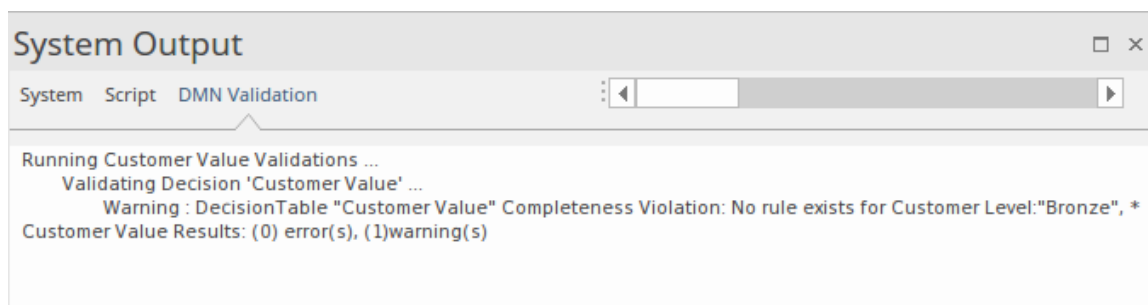 System Output
System Script DMN Validation
Running Customer Value Validations ...
Validating Decision 'Customer Value' ...
Warning : DecisionTable "Customer Value" Completeness Violation: No rule exists for Customer Level:"Bronze", *
Customer Value Results: (0) error(s), (1)warning(s)